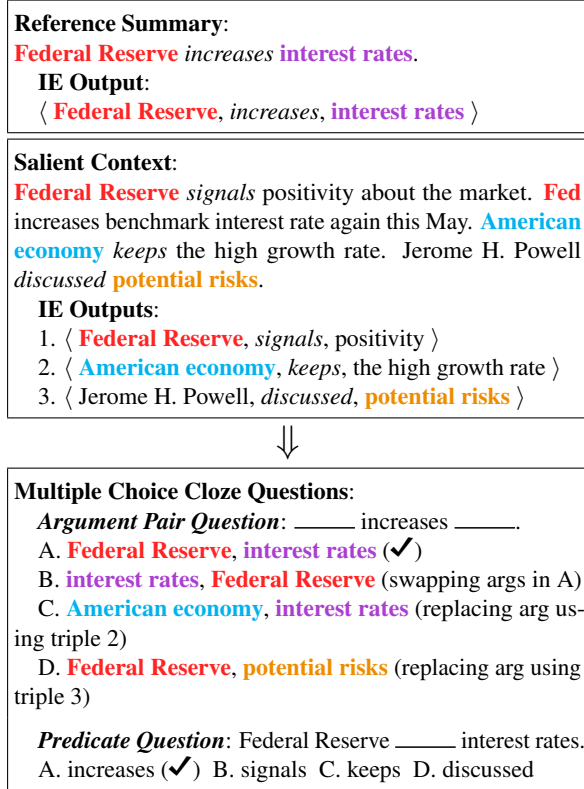 Reference Summary:
Federal Reserve increases interest rates.
IE Output:
⟨ Federal Reserve, increases, interest rates ⟩
Salient Context:
Federal Reserve signals positivity about the market. Fed
increases benchmark interest rate again this May. American
economy keeps the high growth rate. Jerome H. Powell
discussed potential risks.
IE Outputs:
1. ⟨ Federal Reserve, signals, positivity ⟩
2. ⟨ American economy, keeps, the high growth rate ⟩
3. ⟨ Jerome H. Powell, discussed, potential risks ⟩
⇓
Multiple Choice Cloze Questions:
Argument Pair Question: _____ increases _____.
A. Federal Reserve, interest rates (✔)
B. interest rates, Federal Reserve (swapping args in A)
C. American economy, interest rates (replacing arg us-
ing triple 2)
D. Federal Reserve, potential risks (replacing arg using
triple 3)
Predicate Question: Federal Reserve _____ interest rates.
A. increases (✔) B. signals C. keeps D. discussed